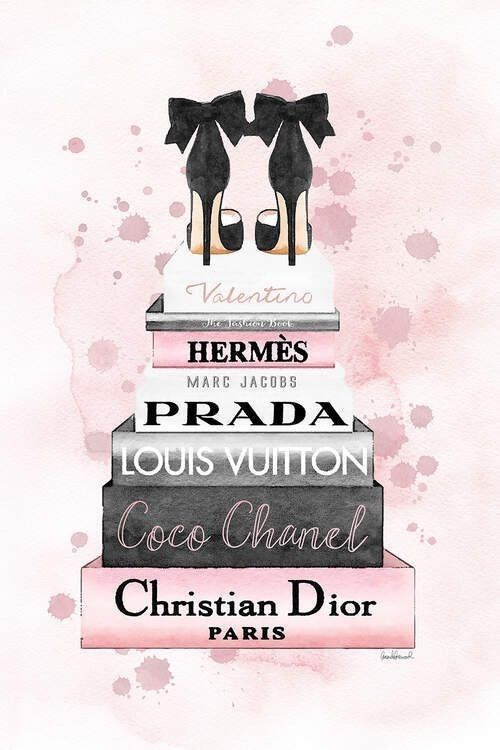 Valentino
The Fashion Book
HERMÈS
MARC JACOBS
PRADA
LOUIS VUITTON
Coco Chanel
Christian Dior
PARIS